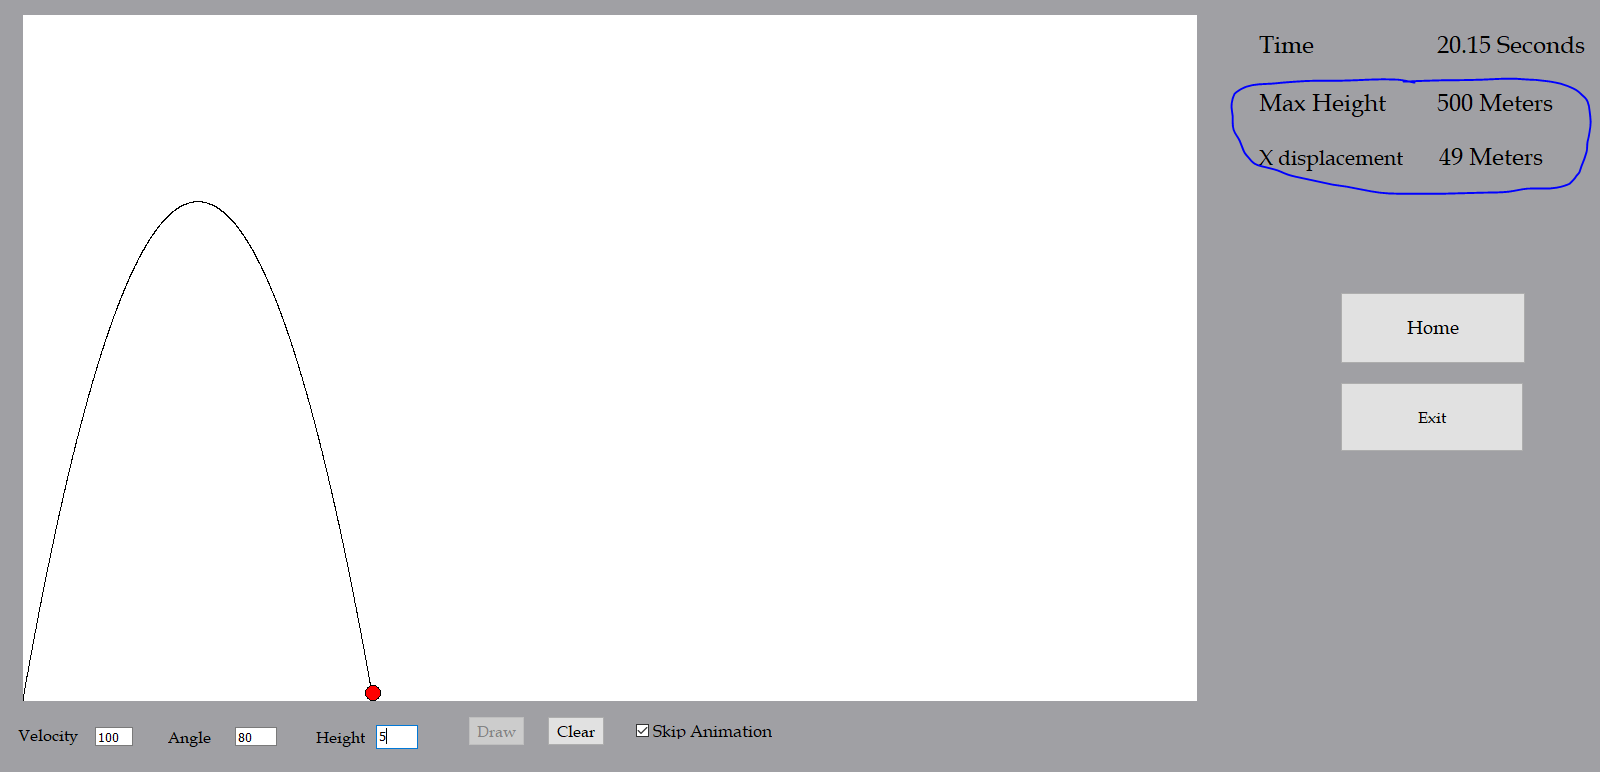 Time 20.15 Seconds
Max Height 500 Meters
X displacement 49 Meters
Home
Exit
Velocity 100 Angle 80 Height 5 Draw Clear Skip Animation